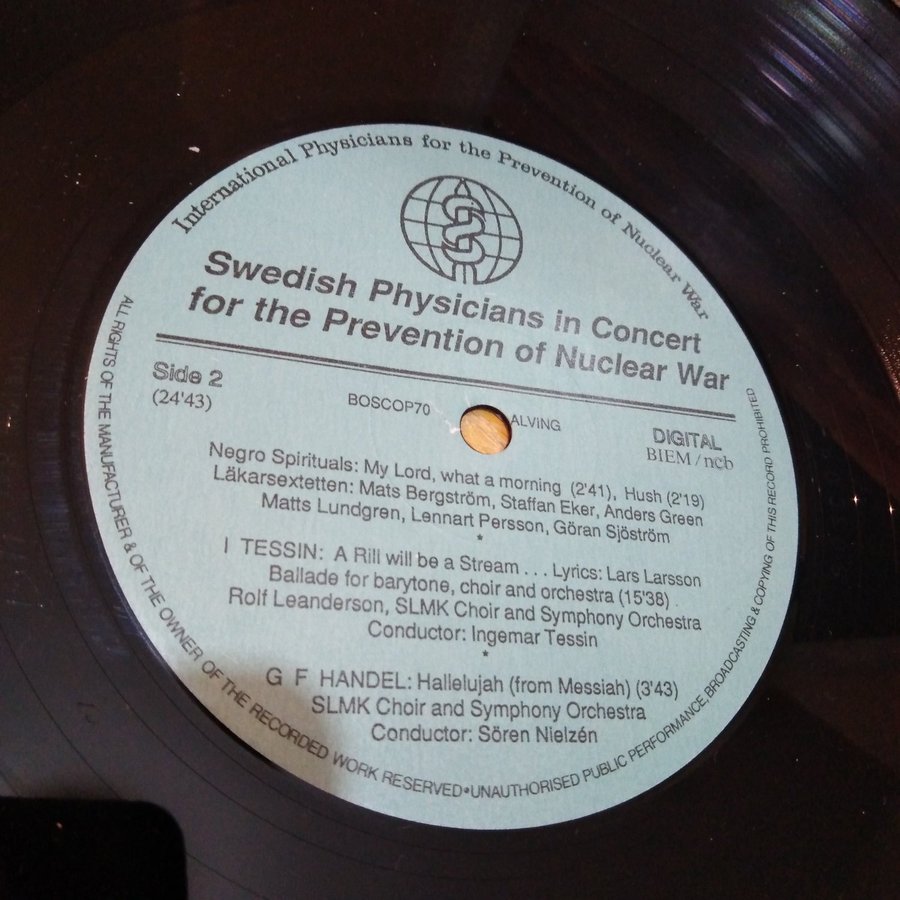 International Physicians for the Prevention of Nuclear War
Swedish Physicians in Concert
for the Prevention of Nuclear War
Side 2
(24'43)
BOSCOP70
ALViNG
DIGITAL
BIEM/ncb
Negro Spirituals: My Lord, what a morning (2'41), Hush (2'19)
Läkarsextetten: Mats Bergström, Staffan Eker, Anders Green
Matts Lundgren, Lennart Persson, Göran Sjöström
*
I TESSIN: A Rill will be a Stream . . . Lyrics: Lars Larsson
Ballade for barytone, choir and orchestra (15'38)
Rolf Leanderson, SLMK Choir and Symphony Orchestra
Conductor: Ingemar Tessin
*
G F HANDEL: Hallelujah (from Messiah) (3'43)
SLMK Choir and Symphony Orchestra
Conductor: Sören Nielzén
ALL RIGHTS OF THE MANUFACTURER & OF THE OWNER OF THE RECORDED WORK RESERVED•UNAUTHORISED PUBLIC PERFORMANCE, BROADCASTING & COPYING OF THIS RECORD PROHIBITED